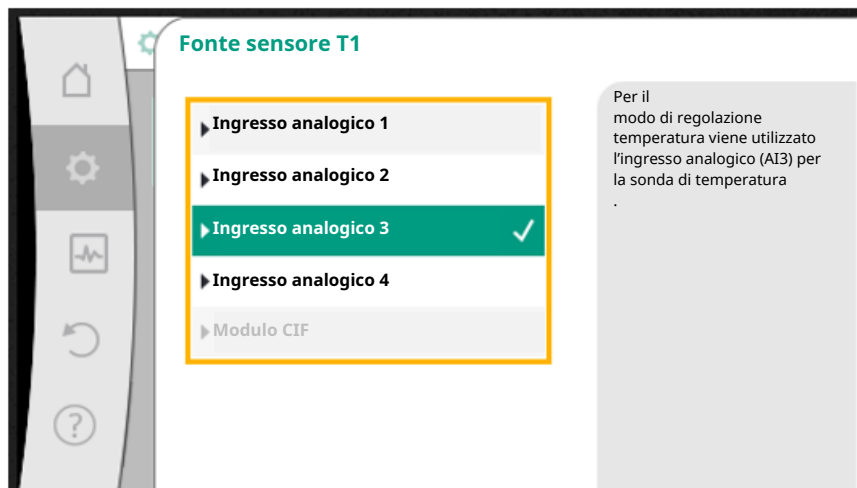 Fonte sensore T1
Ingresso analogico 1
Ingresso analogico 2
Ingresso analogico 3
Ingresso analogico 4
Modulo CIF
Per il
modo di regolazione
temperatura viene utilizzato
l'ingresso analogico (AI3) per
la sonda di temperatura
.
?